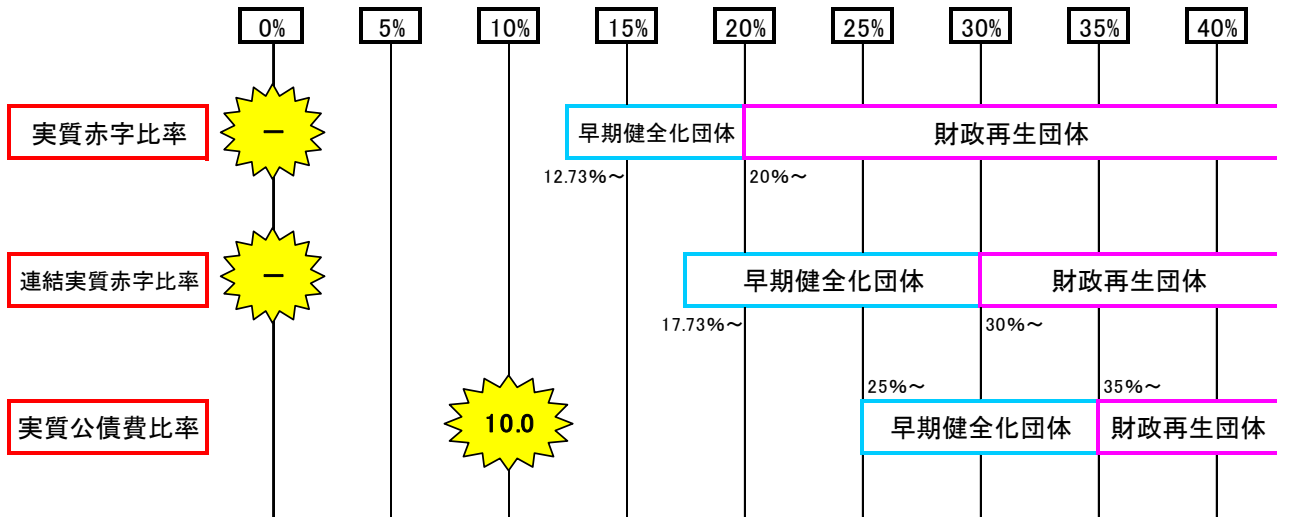 0% 5% 10% 15% 20% 25% 30% 35% 40%
実質赤字比率 － 早期健全化団体 財政再生団体
12.73%～ 20%～
連結実質赤字比率 － 早期健全化団体 財政再生団体
17.73%～ 30%～
25%～ 35%～
実質公債費比率 10.0 早期健全化団体 財政再生団体